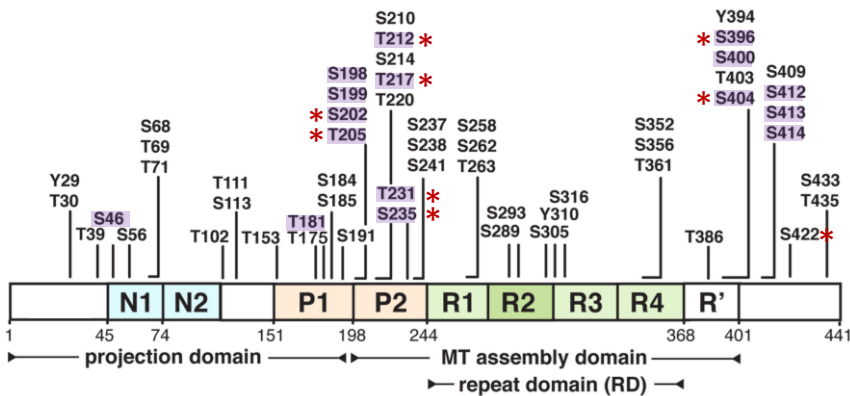 S210
T212 *
S214
T217 *
T220
Y394
* S396
S400
T403
* S404
S198
S199
* S202
* T205
S409
S412
S413
S414
S68
T69
T71
S237
S238
S241
S258
S262
T263
S352
S356
T361
Y29
T30
S46
T39
S56
T111
S113
T102
T153
S184
S185
T181
T175
S191
T231 *
S235 *
S293
S289
S316
Y310
S305
T386
S433
T435
S422*
N1 N2 P1 P2 R1 R2 R3 R4 R’
1 45 74 151 198 244 368 401 441
projection domain MT assembly domain
repeat domain (RD)